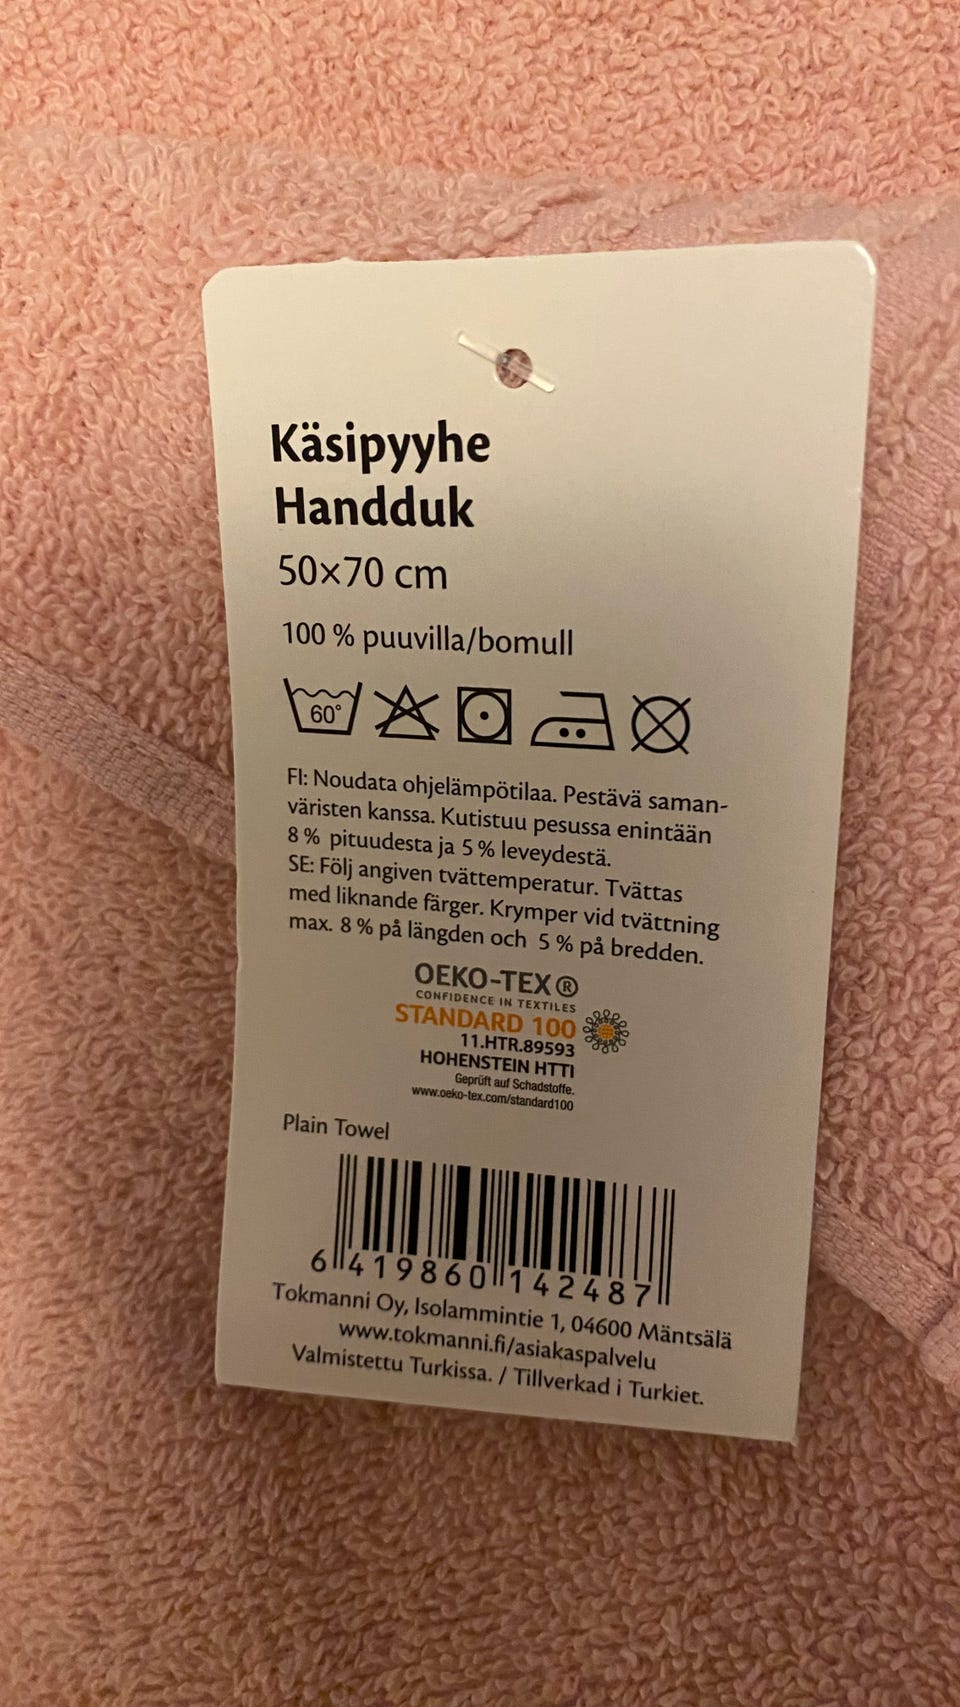 Käsipyyhe
Handduk
50×70 cm
100 % puuvilla/bomull
60°
FI: Noudata ohjelämpötilaa. Pestävä saman-
väristen kanssa. Kutistuu pesussa enintään
8 % pituudesta ja 5 % leveydestä.
SE: Följ angiven tvättemperatur. Tvättas
med liknande färger. Krymper vid tvättning
max. 8 % på längden och 5 % på bredden.
OEKO-TEX®
CONFIDENCE IN TEXTILES
STANDARD 100
11.HTR.89593
HOHENSTEIN HTTI
Geprüft auf Schadstoffe.
www.oeko-tex.com/standard100
Plain Towel
6 419860 142487
Tokmanni Oy, Isolammintie 1, 04600 Mäntsälä
www.tokmanni.fi/asiakaspalvelu
Valmistettu Turkissa. / Tillverkad i Turkiet.